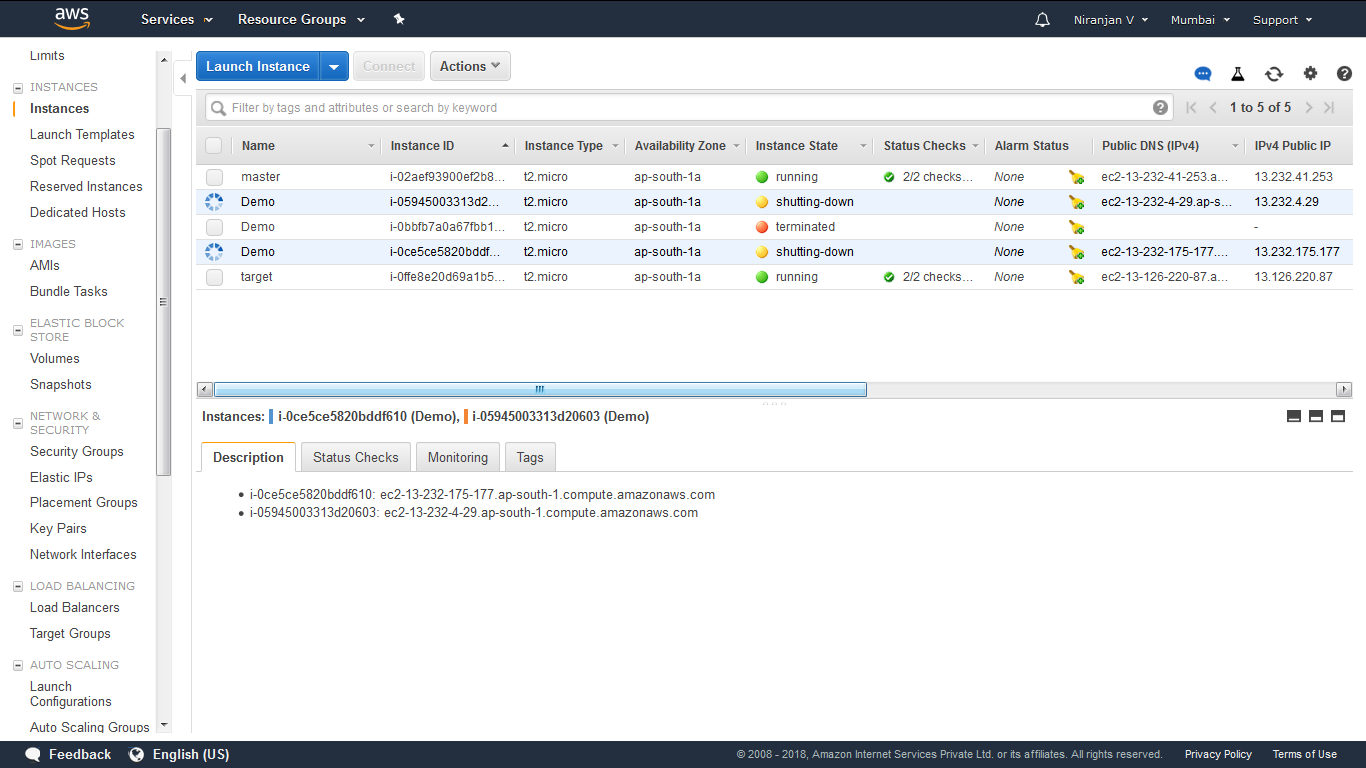 aws Services Resource Groups Niranjan V Mumbai Support
Limits
INSTANCES
Instances
Launch Templates
Spot Requests
Reserved Instances
Dedicated Hosts
IMAGES
AMIs
Bundle Tasks
ELASTIC BLOCK
STORE
Volumes
Snapshots
NETWORK &
SECURITY
Security Groups
Elastic IPs
Placement Groups
Key Pairs
Network Interfaces
LOAD BALANCING
Load Balancers
Target Groups
AUTO SCALING
Launch
Configurations
Auto Scaling Groups
Launch Instance Connect Actions
Filter by tags and attributes or search by keyword 1 to 5 of 5
Name Instance ID Instance Type Availability Zone Instance State Status Checks Alarm Status Public DNS (IPv4) IPv4 Public IP
master i-02aef93900ef2b8... t2.micro ap-south-1a running 2/2 checks... None ec2-13-232-41-253.a... 13.232.41.253
Demo i-05945003313d2... t2.micro ap-south-1a shutting-down None ec2-13-232-4-29.ap-s... 13.232.4.29
Demo i-0bbfb7a0a67fbb1... t2.micro ap-south-1a terminated None -
Demo i-0ce5ce5820bddf... t2.micro ap-south-1a shutting-down None ec2-13-232-175-177.... 13.232.175.177
target i-0ffe8e20d69a1b5... t2.micro ap-south-1a running 2/2 checks... None ec2-13-126-220-87.a... 13.126.220.87
Instances: i-0ce5ce5820bddf610 (Demo), i-05945003313d20603 (Demo)
Description Status Checks Monitoring Tags
• i-0ce5ce5820bddf610: ec2-13-232-175-177.ap-south-1.compute.amazonaws.com
• i-05945003313d20603: ec2-13-232-4-29.ap-south-1.compute.amazonaws.com
Feedback English (US) © 2008 - 2018, Amazon Internet Services Private Ltd. or its affiliates. All rights reserved. Privacy Policy Terms of Use